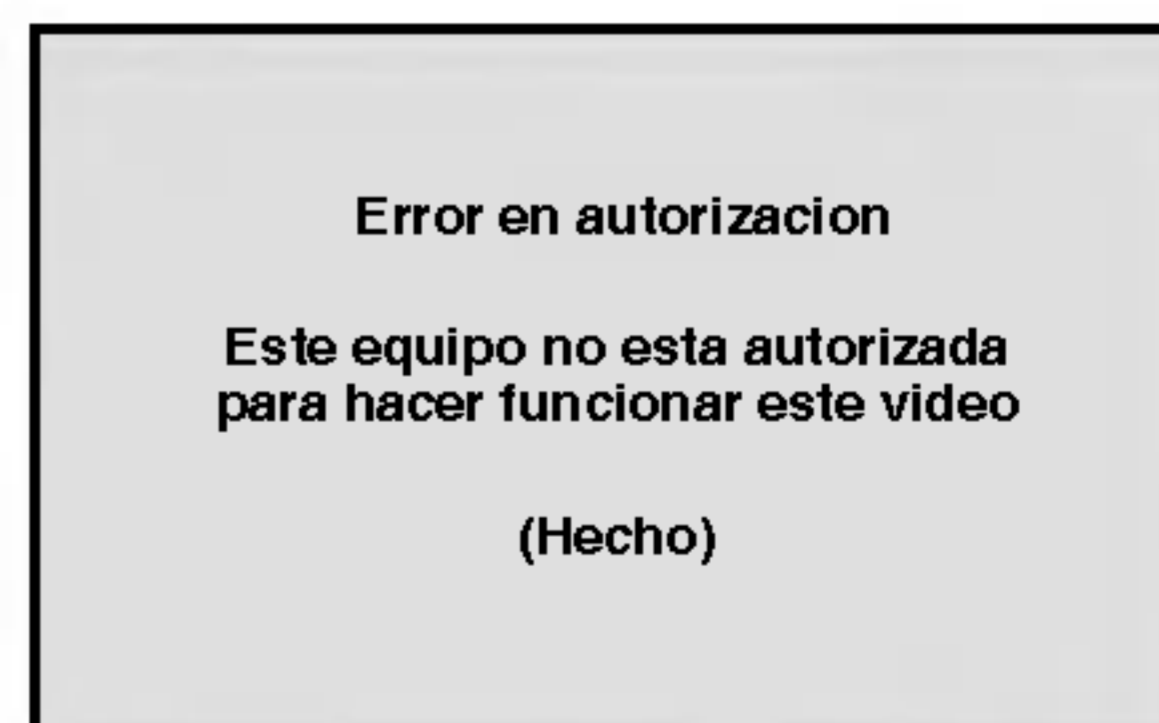 Error en autorizacion
Este equipo no esta autorizada
para hacer funcionar este video
(Hecho)